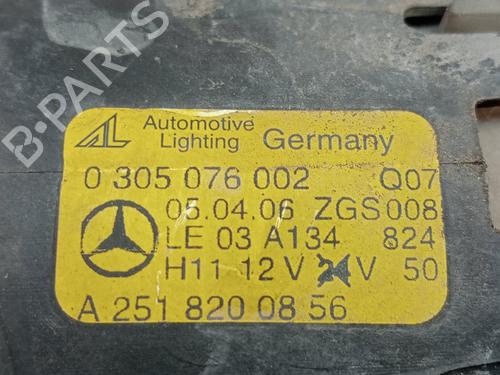 AL Automotive Lighting Germany
0 305 076 002 Q07
05.04.06 ZGS 008
LE 03 A134 824
H11 12 V 24 V 50
A 251 820 08 56
B-PARTS